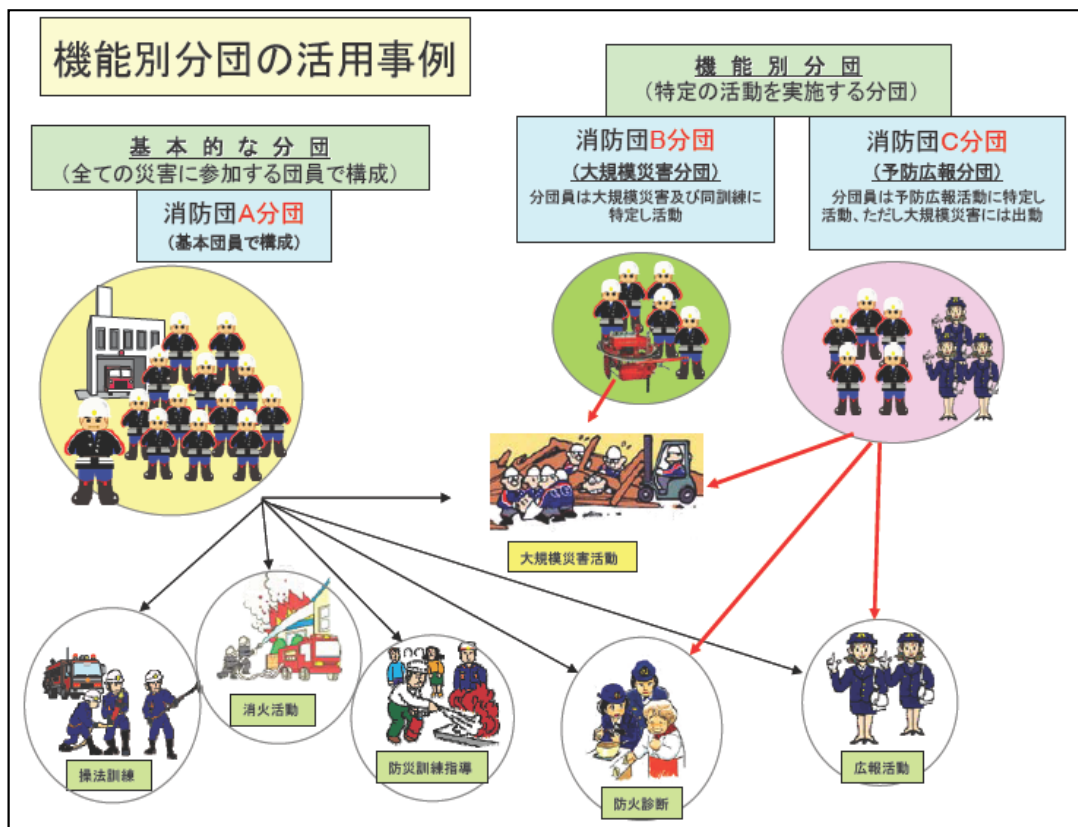 機能別分団の活用事例
基本的な分団
(全ての災害に参加する団員で構成)
消防団A分団
(基本団員で構成)
機能別分団
(特定の活動を実施する分団)
消防団B分団
(大規模災害分団)
分団員は大規模災害及び同訓練に
特定し活動
消防団C分団
(予防広報分団)
分団員は予防広報活動に特定し
活動、ただし大規模災害には出動
大規模災害活動
操法訓練
消火活動
防災訓練指導
防火診断
広報活動